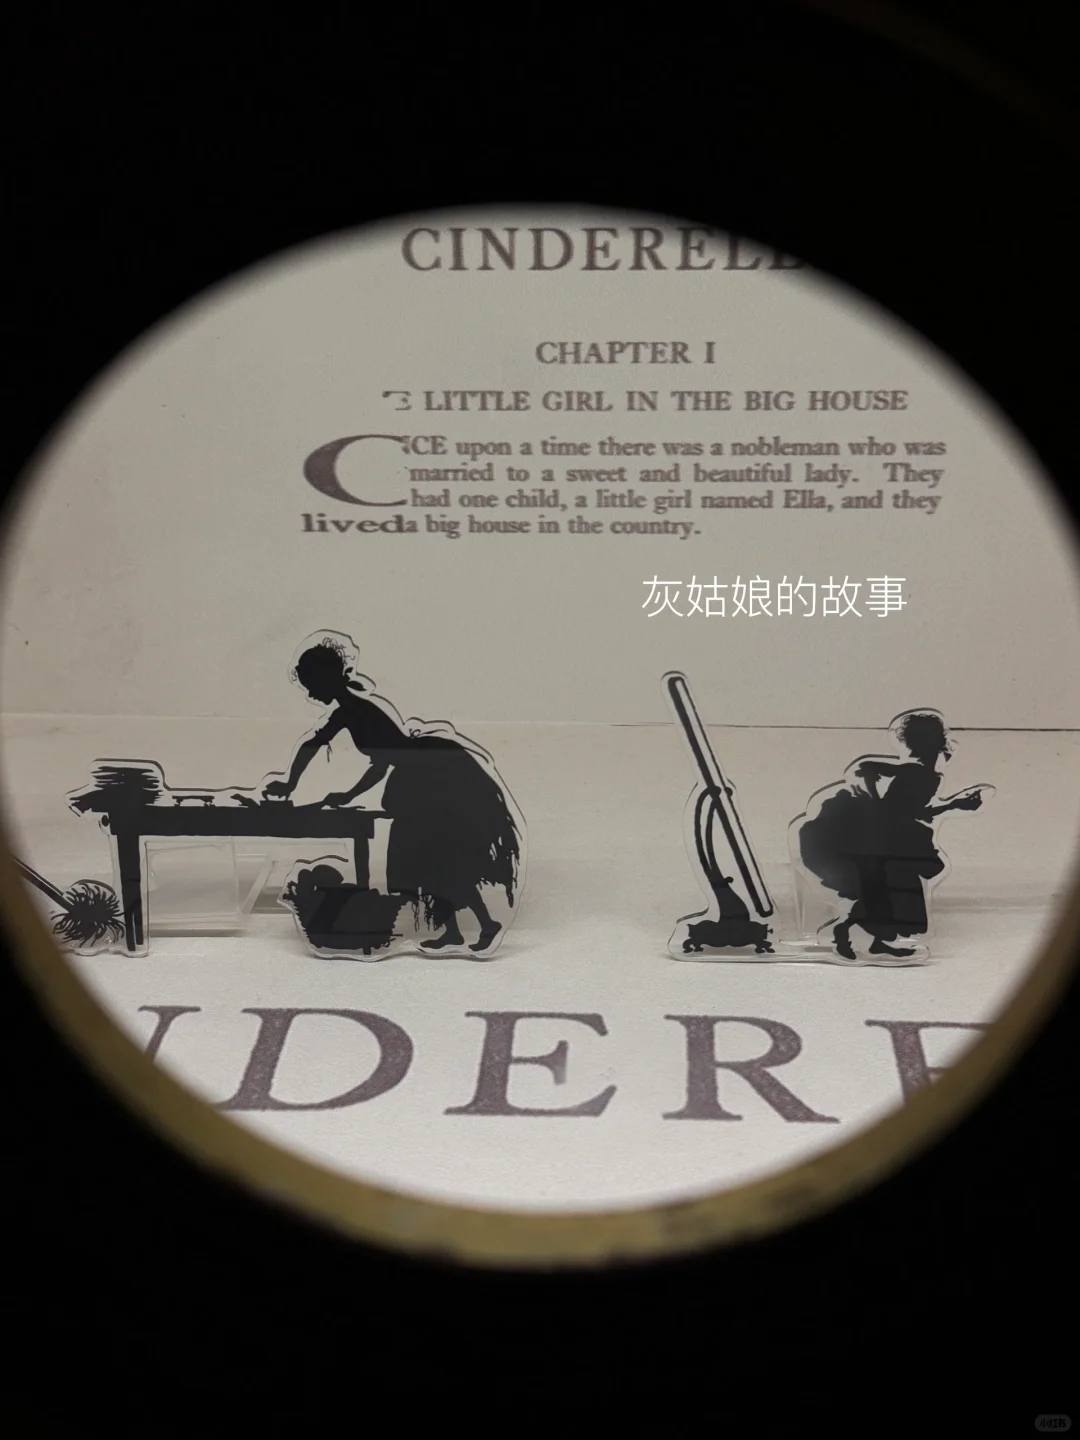 CINDEREL
CHAPTER I
E LITTLE GIRL IN THE BIG HOUSE
CE upon a time there was a nobleman who was
married to a sweet and beautiful lady. They
had one child, a little girl named Ella, and they
lived a big house in the country.
灰姑娘的故事
NDERE